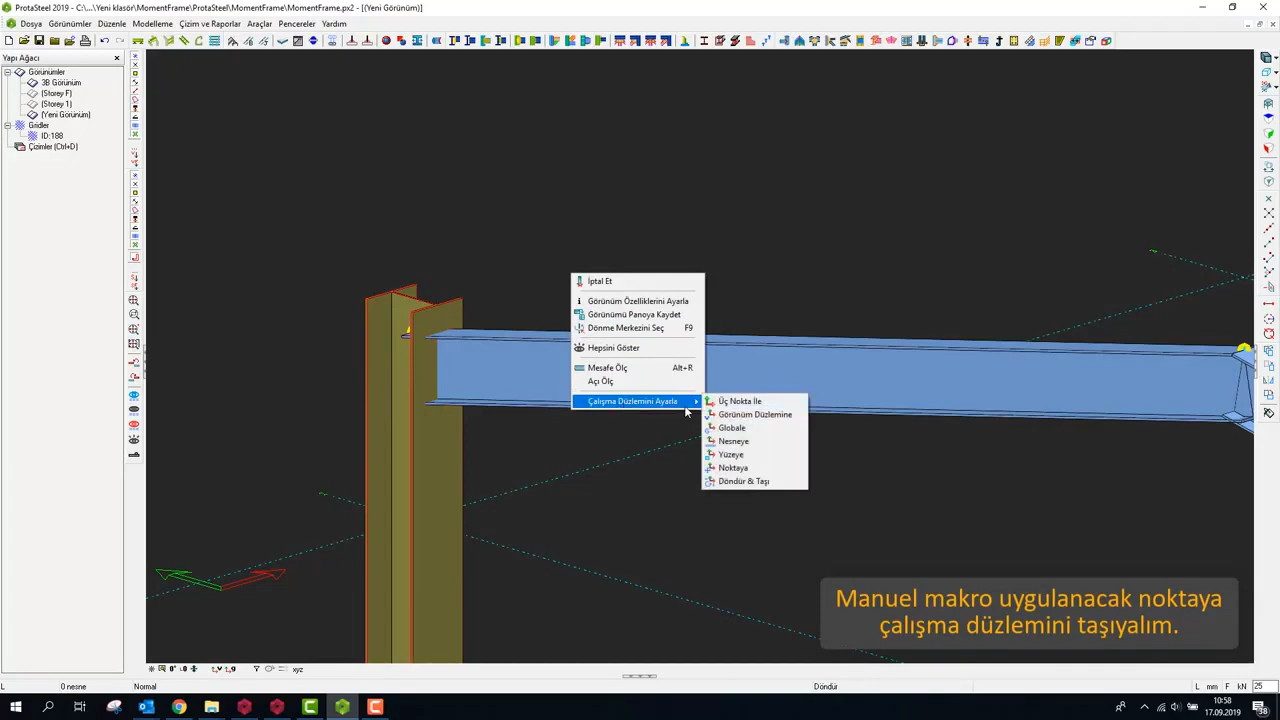 ProtaSteel 2019 - C:\....\Yeni klasör\MomentFrame\ProtaSteel\MomentFrame\MomentFrame.px2 - [(Yeni Görünüm)]
Dosya Görünümler Düzenle Modelleme Çizim ve Raporlar Araçlar Pencereler Yardım
Yapı Ağacı
Görünümler
3B Görünüm
(Storey F)
(Storey 1)
(Yeni Görünüm)
Gridler
ID:188
Çizimler (Ctrl+D)
İptal Et
Görünüm Özelliklerini Ayarla
Görünümü Panoya Kaydet
Dönme Merkezini Seç F9
Hepsini Göster
Mesafe Ölç Alt+R
Açı Ölç
Çalışma Düzlemini Ayarla
Üç Nokta İle
Görünüm Düzlemine
Globale
Nesneye
Yüzeye
Noktaya
Döndür & Taşı
Manuel makro uygulanacak noktaya
çalışma düzlemini taşıyalım.
xyz
L 0 nesne Normal Döndür L mm F kN 25
10:58
17.09.2019
38